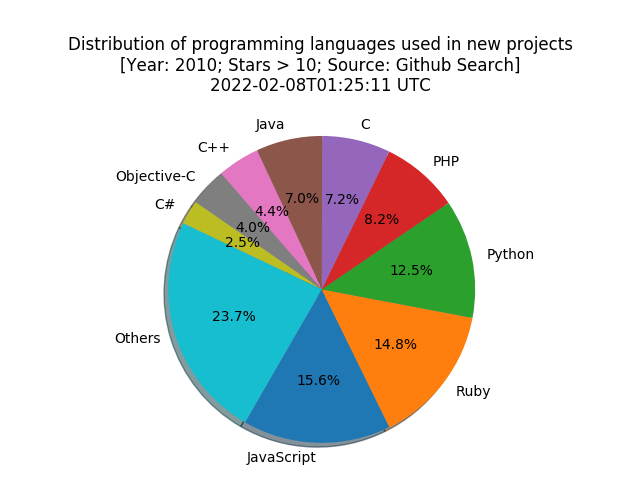 Distribution of programming languages used in new projects
[Year: 2010; Stars > 10; Source: Github Search]
2022-02-08T01:25:11 UTC
Java
C
C++
PHP
Objective-C
C#
7.0%
7.2%
4.4%
8.2%
4.0%
2.5%
Python
12.5%
23.7%
Others
14.8%
15.6%
Ruby
JavaScript